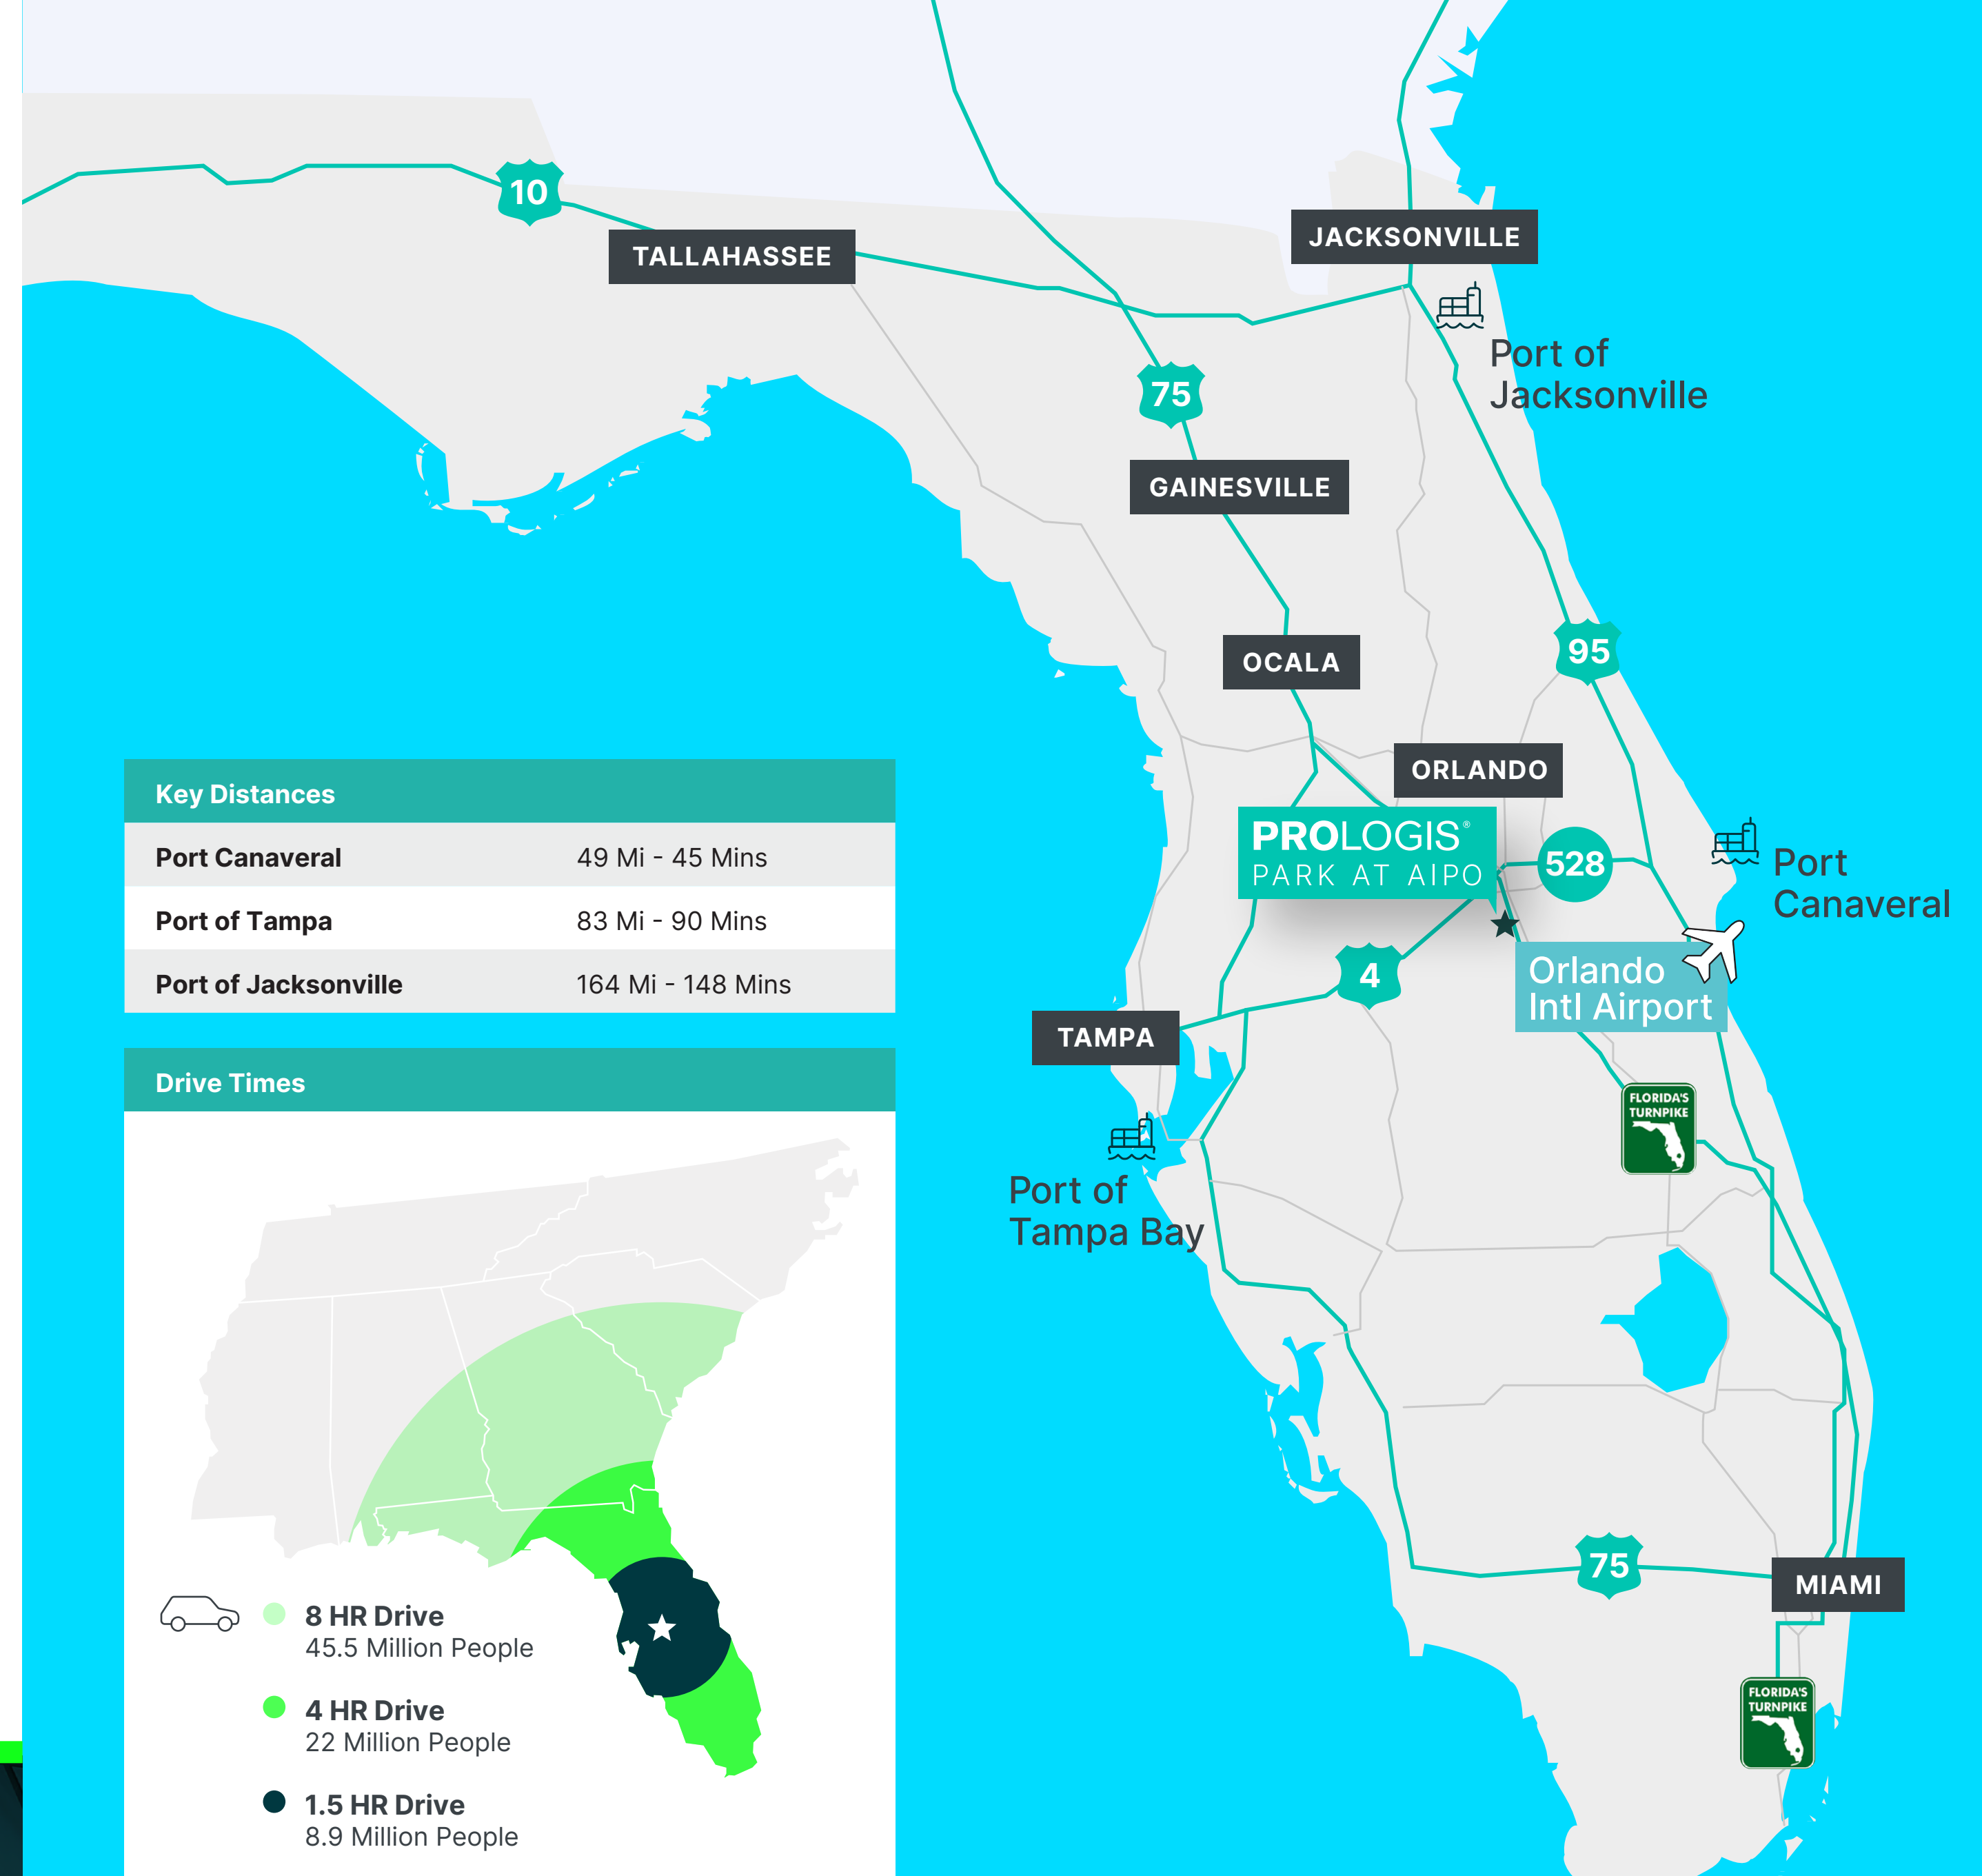 10
TALLAHASSEE
JACKSONVILLE
Port of
Jacksonville
75
GAINESVILLE
95
OCALA
ORLANDO
PROLOGIS®
PARK AT AIPO
528
Port
Canaveral
4
Orlando
Intl Airport
TAMPA
FLORIDA'S
TURNPIKE
Port of
Tampa Bay
75
MIAMI
FLORIDA'S
TURNPIKE
Key Distances
Port Canaveral 49 Mi - 45 Mins
Port of Tampa 83 Mi - 90 Mins
Port of Jacksonville 164 Mi - 148 Mins
Drive Times
8 HR Drive
45.5 Million People
4 HR Drive
22 Million People
1.5 HR Drive
8.9 Million People